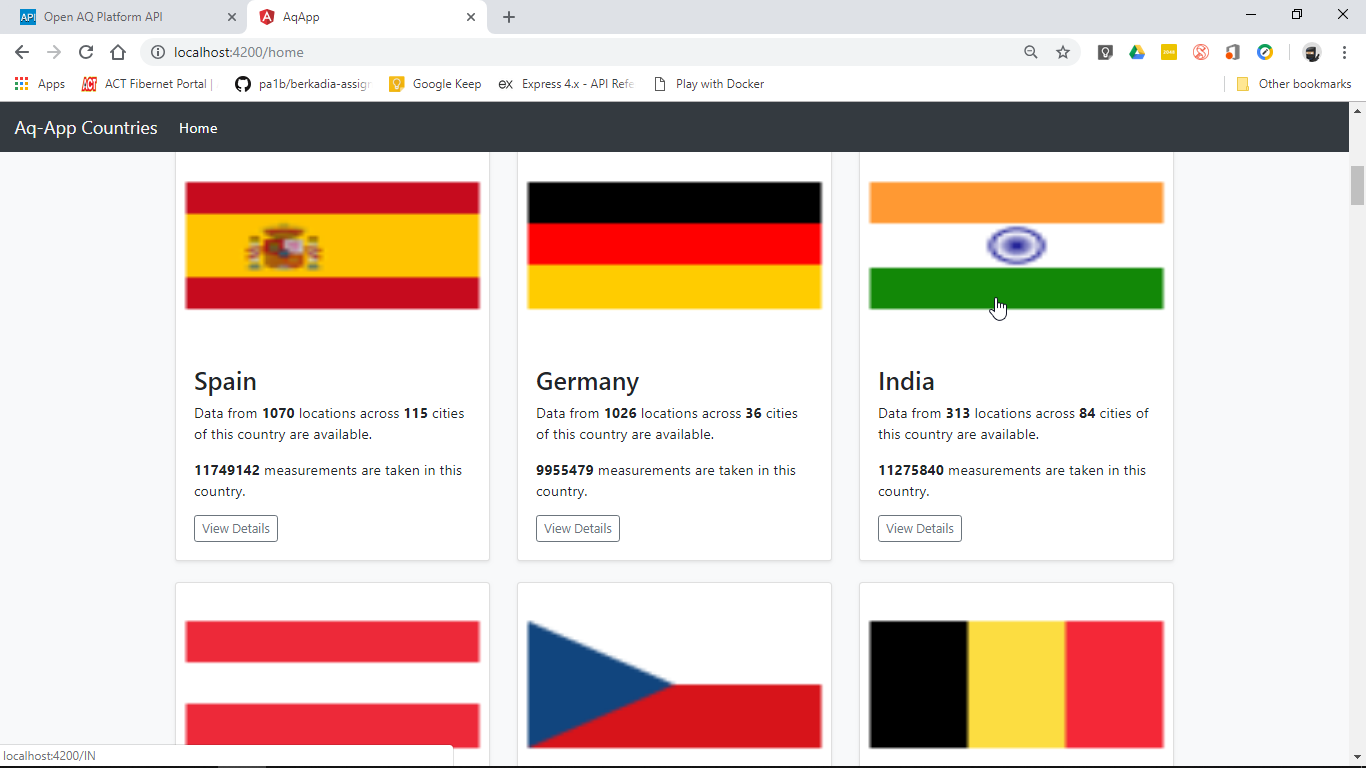 API Open AQ Platform API
AqApp
localhost:4200/home
Apps
ACT ACT Fibernet Portal |
pa1b/berkadia-assig
Google Keep
ex Express 4.x - API Refe
Play with Docker
Other bookmarks
Aq-App Countries Home
Spain
Data from 1070 locations across 115 cities
of this country are available.
11749142 measurements are taken in this
country.
View Details
Germany
Data from 1026 locations across 36 cities
of this country are available.
9955479 measurements are taken in this
country.
View Details
India
Data from 313 locations across 84 cities of
this country are available.
11275840 measurements are taken in this
country.
View Details
localhost:4200/IN